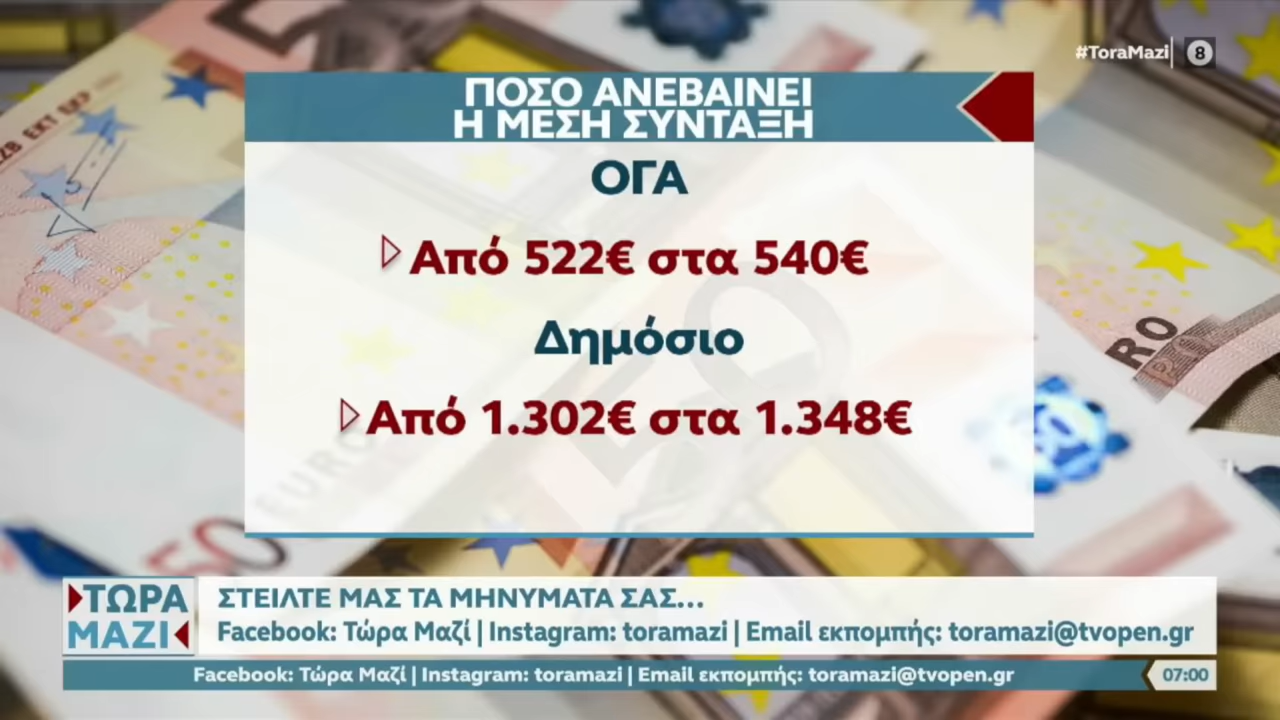 #ToraMazi
8
ΠΟΣΟ ΑΝΕΒΑΙΝΕΙ
Η ΜΕΣΗ ΣΥΝΤΑΞΗ
ΟΓΑ
Από 522€ στα 540€
Δημόσιο
Από 1.302€ στα 1.348€
EURO
50
ΤΩΡΑ
ΜΑΖΙ
ΣΤΕΙΛΤΕ ΜΑΣ ΤΑ ΜΗΝΥΜΑΤΑ ΣΑΣ...
Facebook: Τώρα Μαζί | Instagram: toramazi | Email εκπομπής: toramazi@tvopen.gr
Facebook: Τώρα Μαζί | Instagram: toramazi | Email εκπομπής: toramazi@tvopen.gr
07:00